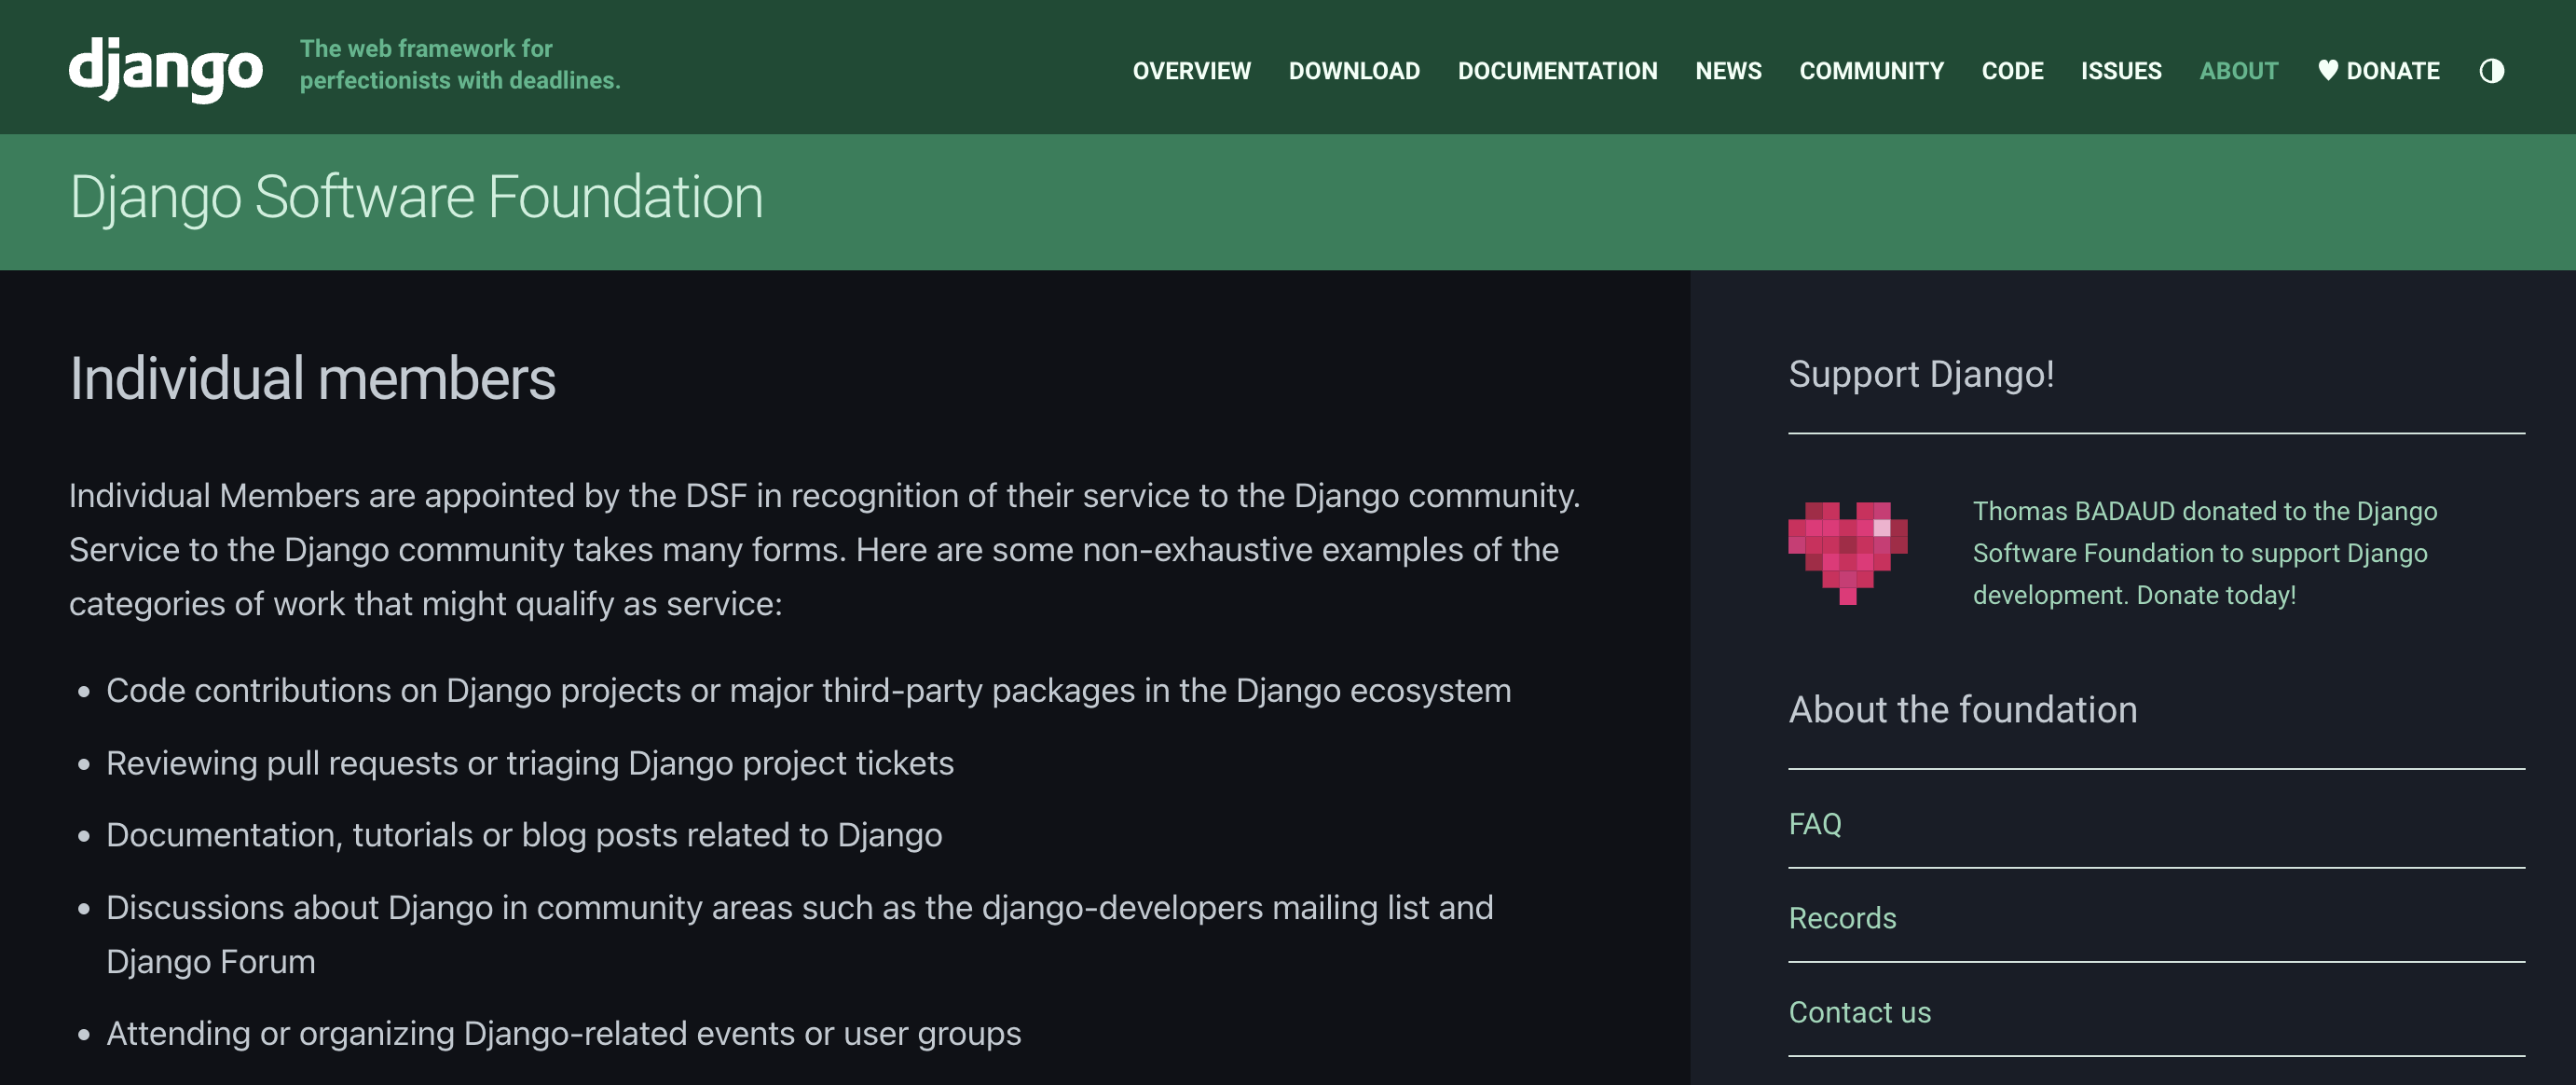 django
The web framework for
perfectionists with deadlines.
OVERVIEW DOWNLOAD DOCUMENTATION NEWS COMMUNITY CODE ISSUES ABOUT DONATE
Django Software Foundation
Individual members
Individual Members are appointed by the DSF in recognition of their service to the Django community.
Service to the Django community takes many forms. Here are some non-exhaustive examples of the
categories of work that might qualify as service:
• Code contributions on Django projects or major third-party packages in the Django ecosystem
• Reviewing pull requests or triaging Django project tickets
• Documentation, tutorials or blog posts related to Django
• Discussions about Django in community areas such as the django-developers mailing list and
Django Forum
• Attending or organizing Django-related events or user groups
Support Django!
Thomas BADAUD donated to the Django
Software Foundation to support Django
development. Donate today!
About the foundation
FAQ
Records
Contact us